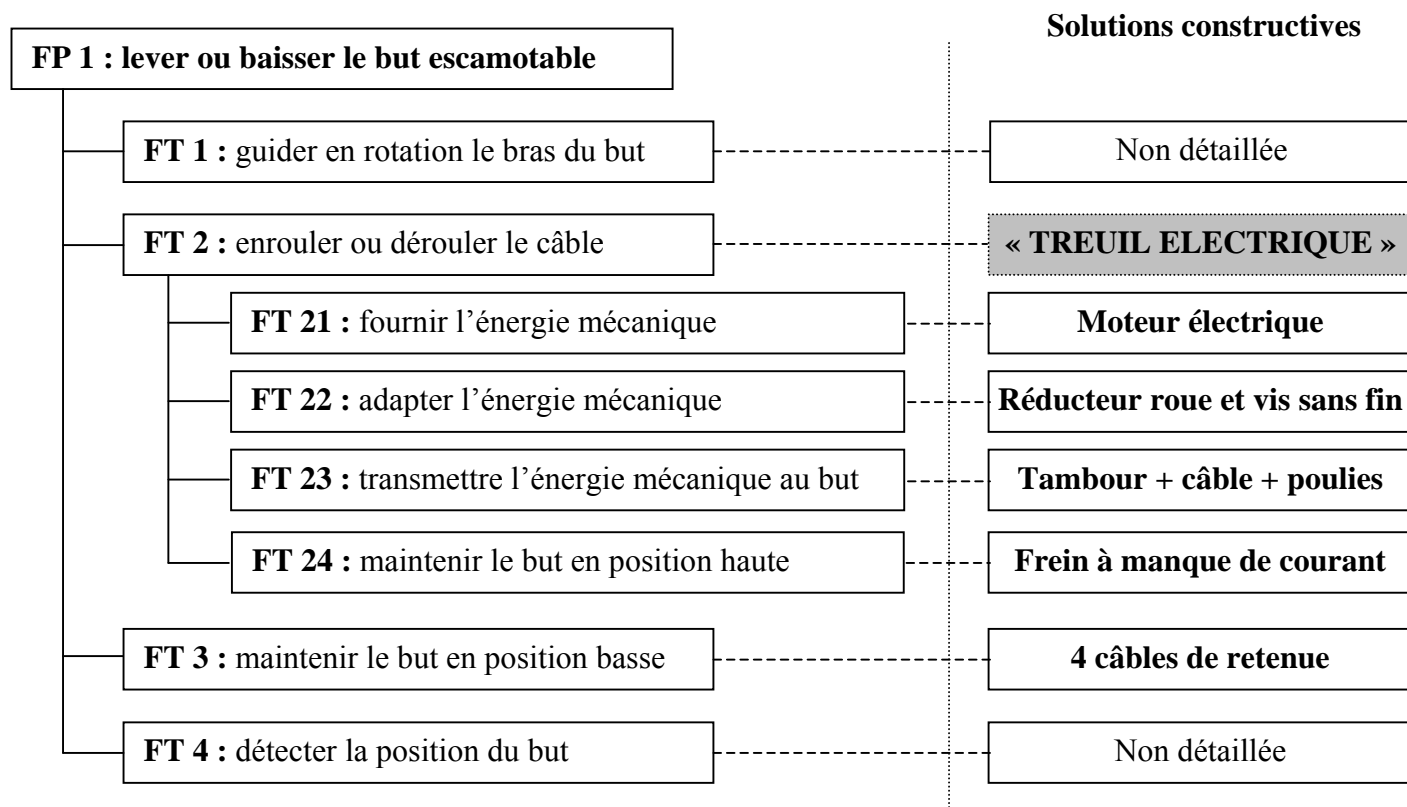 Solutions constructives
FP 1 : lever ou baisser le but escamotable
FT 1 : guider en rotation le bras du but
Non détaillée
FT 2 : enrouler ou dérouler le câble
« TREUIL ELECTRIQUE »
FT 21 : fournir l’énergie mécanique
Moteur électrique
FT 22 : adapter l’énergie mécanique
Réducteur roue et vis sans fin
FT 23 : transmettre l’énergie mécanique au but
Tambour + câble + poulies
FT 24 : maintenir le but en position haute
Frein à manque de courant
FT 3 : maintenir le but en position basse
4 câbles de retenue
FT 4 : détecter la position du but
Non détaillée